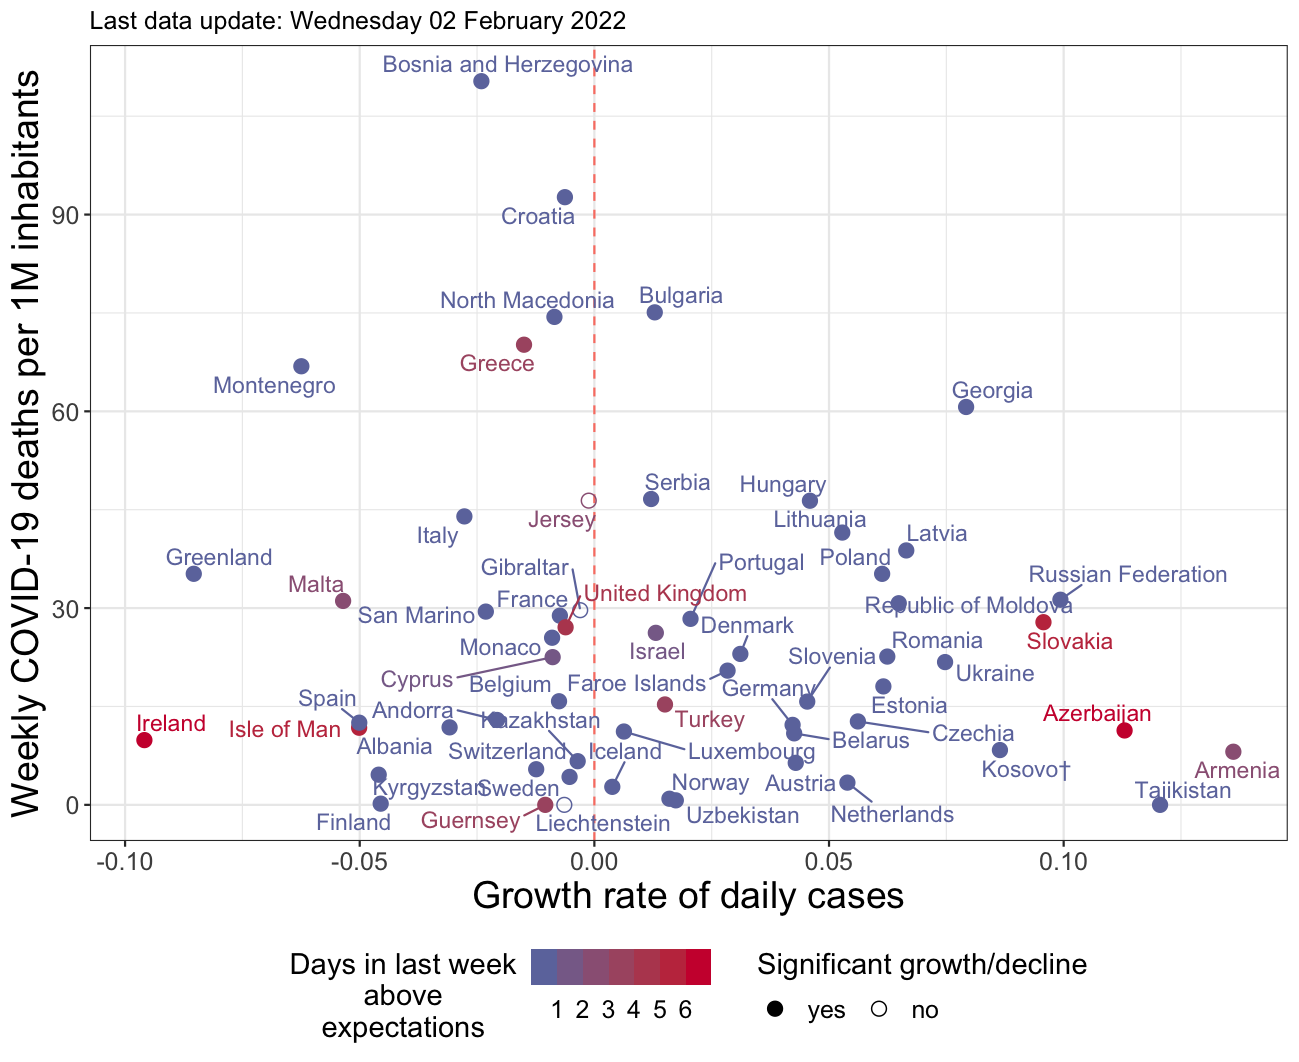 Last data update: Wednesday 02 February 2022
Weekly COVID-19 deaths per 1M inhabitants
90
60
30
0
Bosnia and Herzegovina
Croatia
North Macedonia
Bulgaria
Greece
Montenegro
Georgia
Serbia
Hungary
Jersey
Lithuania
Italy
Latvia
Greenland
Gibraltar
Portugal
Poland
Malta
Russian Federation
France
United Kingdom
San Marino
Republic of Moldova
Denmark
Monaco
Israel
Romania
Slovakia
Slovenia
Cyprus
Belgium
Faroe Islands
Germany
Ukraine
Spain
Andorra
Kazakhstan
Turkey
Estonia
Azerbaijan
Ireland
Isle of Man
Albania
Switzerland
Iceland
Luxembourg
Belarus
Czechia
Kosovo†
Armenia
Kyrgyzstan
Sweden
Norway
Austria
Tajikistan
Finland
Guernsey
Liechtenstein
Uzbekistan
Netherlands
-0.10
-0.05
0.00
0.05
0.10
Growth rate of daily cases
Days in last week
above
expectations
1 2 3 4 5 6
Significant growth/decline
yes
no